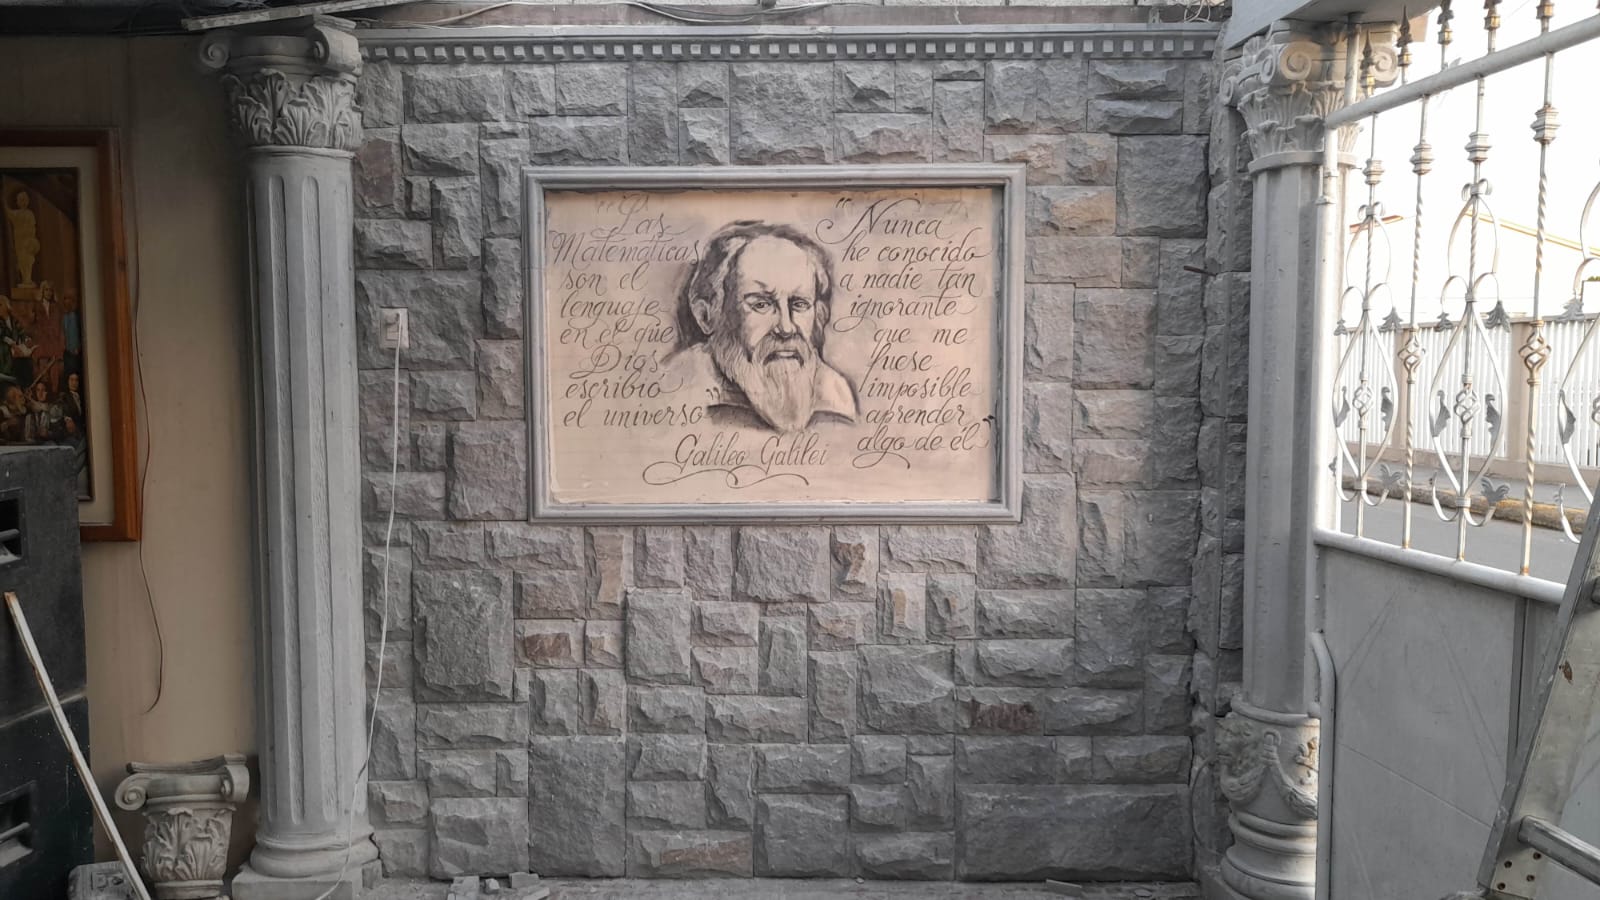 "Las
Matemáticas
son el
lenguaje
en el que
Dios
escribió
el universo"
"Nunca
he conocido
a nadie tan
ignorante
que me
fuese
imposible
aprender
algo de él"
Galileo Galilei